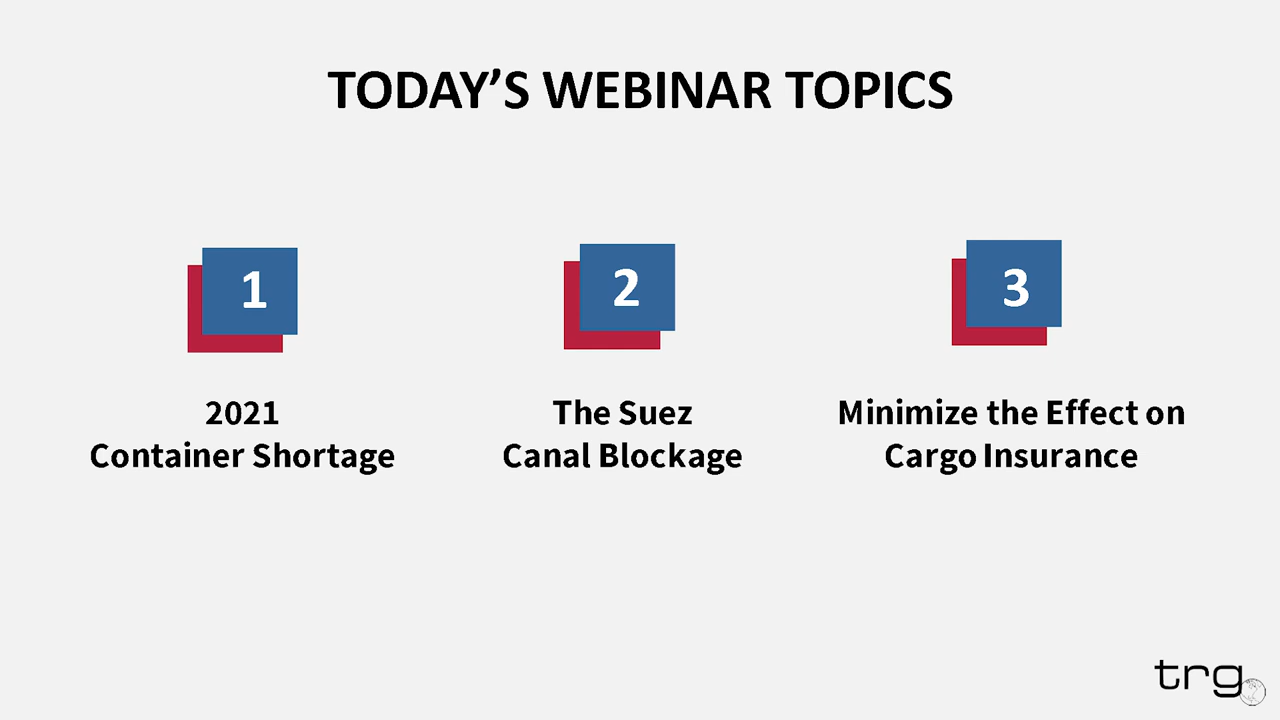 TODAY’S WEBINAR TOPICS
1
2021
Container Shortage
2
The Suez
Canal Blockage
3
Minimize the Effect on
Cargo Insurance
trg